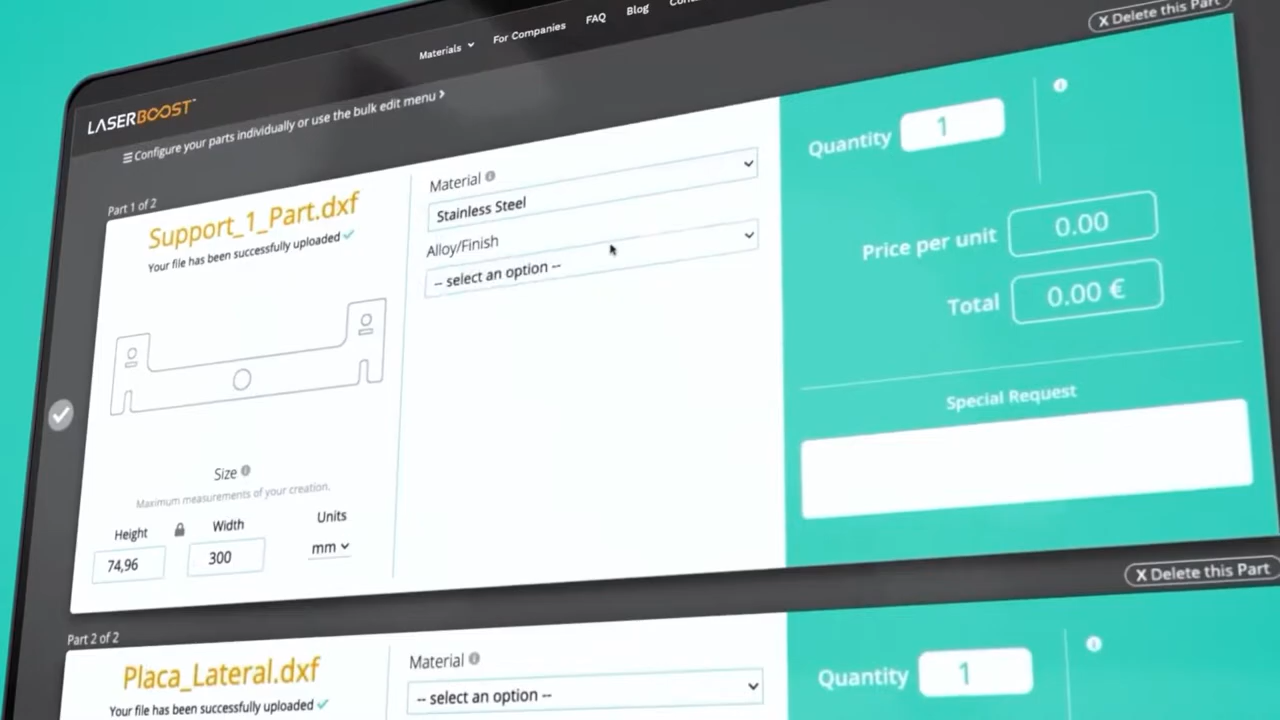 Materials
For Companies
FAQ
Blog
X Delete this Part
LASERBOOST
Configure your parts individually or use the bulk edit menu >
Part 1 of 2
Support_1_Part.dxf
Your file has been successfully uploaded
Size
Maximum measurements of your creation.
Height
Width
Units
74,96
300
mm
Material
Stainless Steel
Alloy/Finish
-- select an option --
Quantity
1
Price per unit
0.00
Total
0.00 €
Special Request
X Delete this Part
Part 2 of 2
Placa_Lateral.dxf
Your file has been successfully uploaded
Material
-- select an option --
Quantity
1